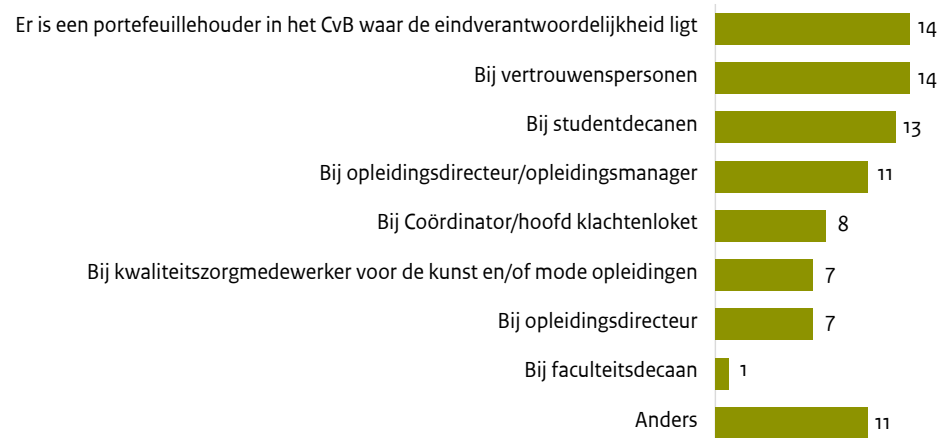 Er is een portefeuillehouder in het CvB waar de eindverantwoordelijkheid ligt 14
Bij vertrouwenspersonen 14
Bij studentdecanen 13
Bij opleidingsdirecteur/opleidingsmanager 11
Bij Coördinator/hoofd klachtenloket 8
Bij kwaliteitszorgmedewerker voor de kunst en/of mode opleidingen 7
Bij opleidingsdirecteur 7
Bij faculteitsdecaan 1
Anders 11